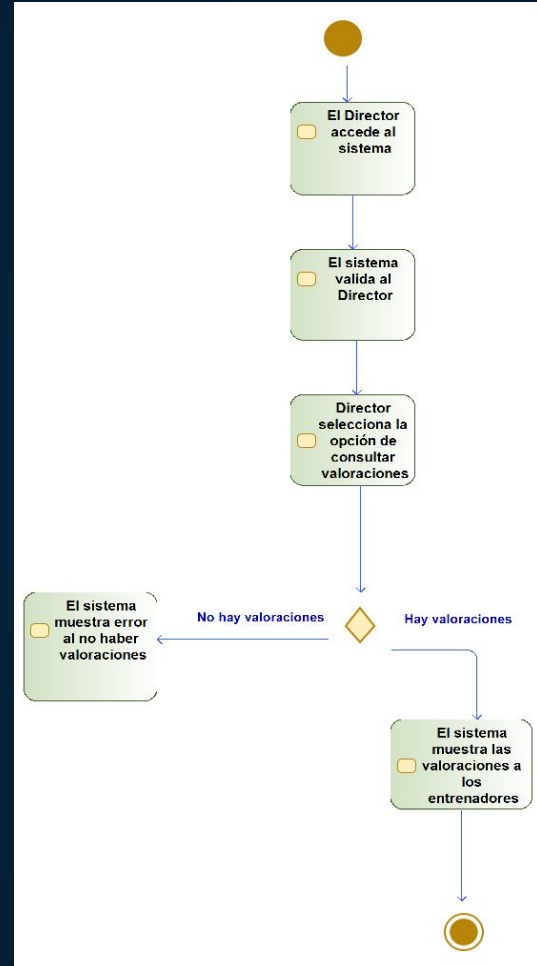 El Director
accede al
sistema
El sistema
valida al
Director
Director
selecciona la
opción de
consultar
valoraciones
No hay valoraciones
Hay valoraciones
El sistema
muestra error
al no haber
valoraciones
El sistema
muestra las
valoraciones a
los
entrenadores